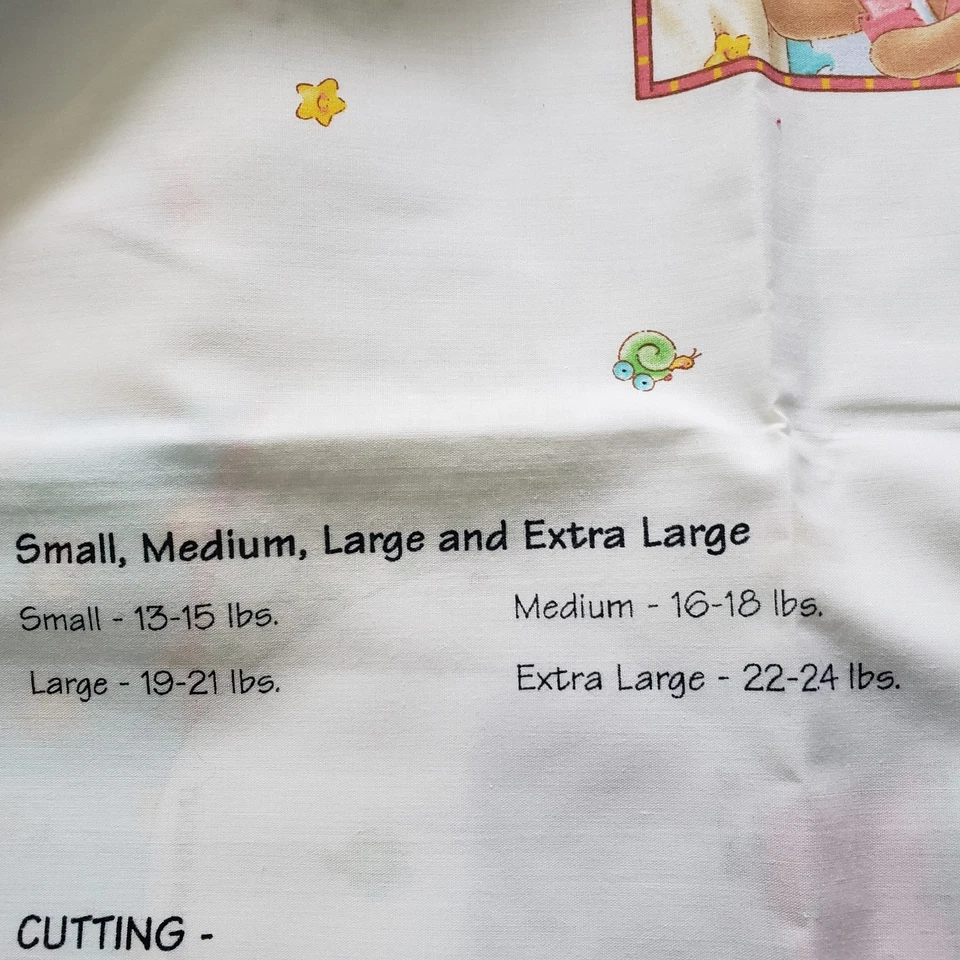 Small, Medium, Large and Extra Large
Small - 13-15 lbs. Medium - 16-18 lbs.
Large - 19-21 lbs. Extra Large - 22-24 lbs.
CUTTING -